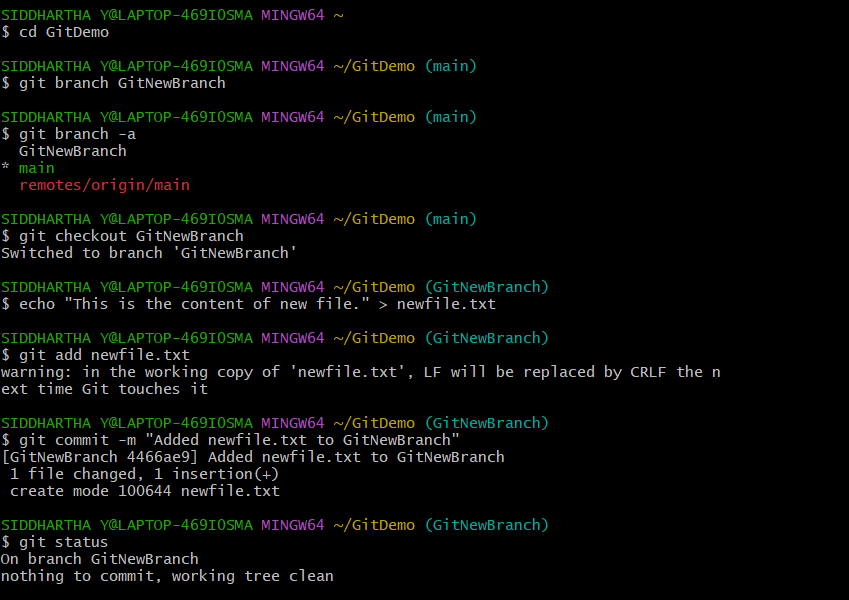 SIDDHARTHA Y@LAPTOP-469IOSMA MINGW64 ~
$ cd GitDemo
SIDDHARTHA Y@LAPTOP-469IOSMA MINGW64 ~/GitDemo (main)
$ git branch GitNewBranch
SIDDHARTHA Y@LAPTOP-469IOSMA MINGW64 ~/GitDemo (main)
$ git branch -a
  GitNewBranch
* main
  remotes/origin/main
SIDDHARTHA Y@LAPTOP-469IOSMA MINGW64 ~/GitDemo (main)
$ git checkout GitNewBranch
Switched to branch 'GitNewBranch'
SIDDHARTHA Y@LAPTOP-469IOSMA MINGW64 ~/GitDemo (GitNewBranch)
$ echo "This is the content of new file." > newfile.txt
SIDDHARTHA Y@LAPTOP-469IOSMA MINGW64 ~/GitDemo (GitNewBranch)
$ git add newfile.txt
warning: in the working copy of 'newfile.txt', LF will be replaced by CRLF the n
ext time Git touches it
SIDDHARTHA Y@LAPTOP-469IOSMA MINGW64 ~/GitDemo (GitNewBranch)
$ git commit -m "Added newfile.txt to GitNewBranch"
[GitNewBranch 4466ae9] Added newfile.txt to GitNewBranch
 1 file changed, 1 insertion(+)
 create mode 100644 newfile.txt
SIDDHARTHA Y@LAPTOP-469IOSMA MINGW64 ~/GitDemo (GitNewBranch)
$ git status
On branch GitNewBranch
nothing to commit, working tree clean